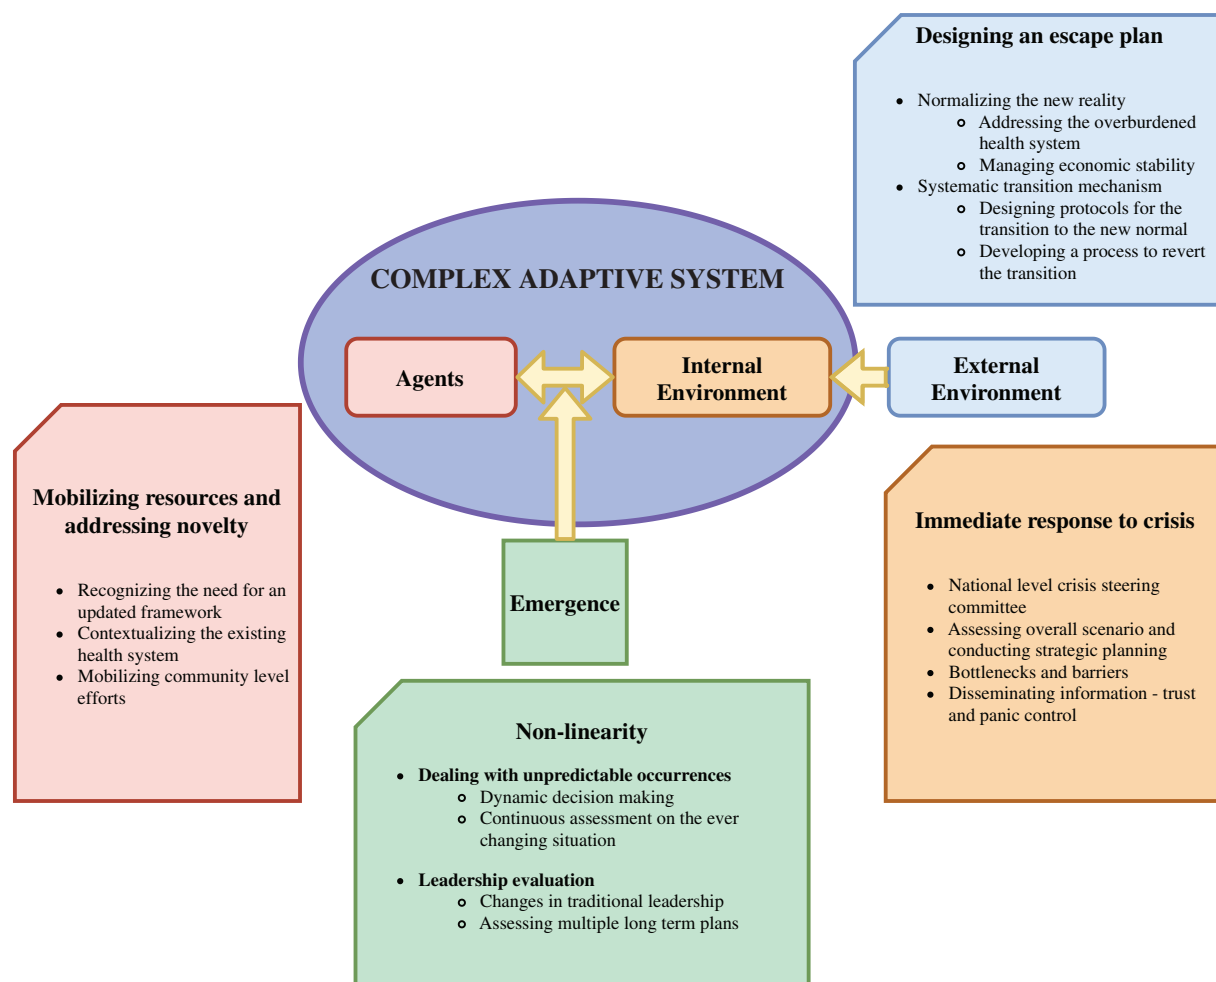 Designing an escape plan
Normalizing the new reality
Addressing the overburdened
health system
Managing economic stability
Systematic transition mechanism
Designing protocols for the
transition to the new normal
Developing a process to revert
the transition
COMPLEX ADAPTIVE SYSTEM
Agents
Internal
Environment
External
Environment
Mobilizing resources and
addressing novelty
Recognizing the need for an
updated framework
Contextualizing the existing
health system
Mobilizing community level
efforts
Immediate response to crisis
National level crisis steering
committee
Assessing overall scenario and
conducting strategic planning
Bottlenecks and barriers
Disseminating information - trust
and panic control
Emergence
Non-linearity
Dealing with unpredictable occurrences
Dynamic decision making
Continuous assessment on the ever
changing situation
Leadership evaluation
Changes in traditional leadership
Assessing multiple long term plans